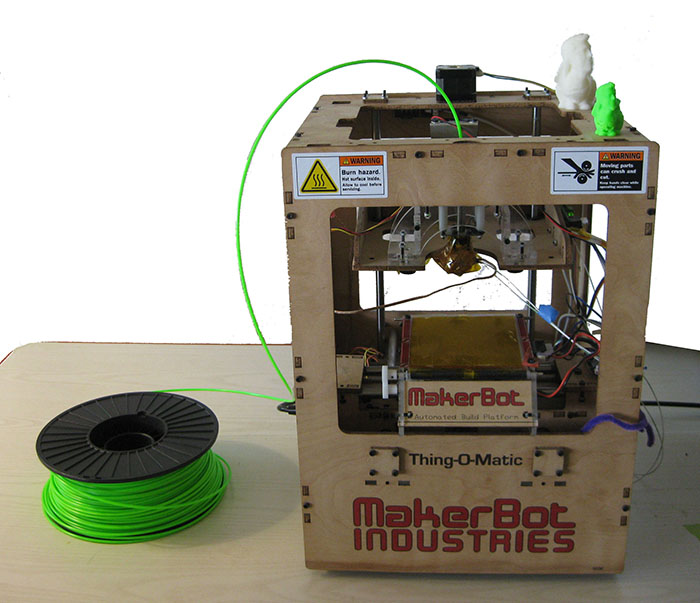 WARNING
Burn hazard.
Hot surface inside.
Allow to cool before
servicing.
WARNING
Moving parts
can crush and
cut.
Keep hands clear while
operating machine.
MakerBot
Automated Build Platform
Thing-O-Matic
MakerBot
INDUSTRIES